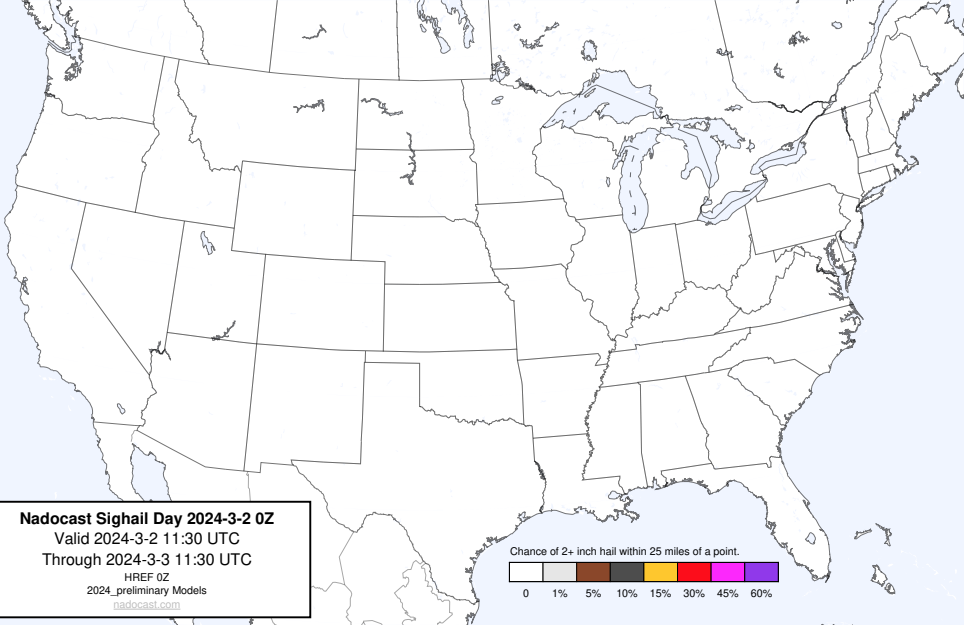 Nadocast Sighail Day 2024-3-2 0Z
Valid 2024-3-2 11:30 UTC
Through 2024-3-3 11:30 UTC
HREF 0Z
2024_preliminary Models
nadocast.com
Chance of 2+ inch hail within 25 miles of a point.
0 1% 5% 10% 15% 30% 45% 60%